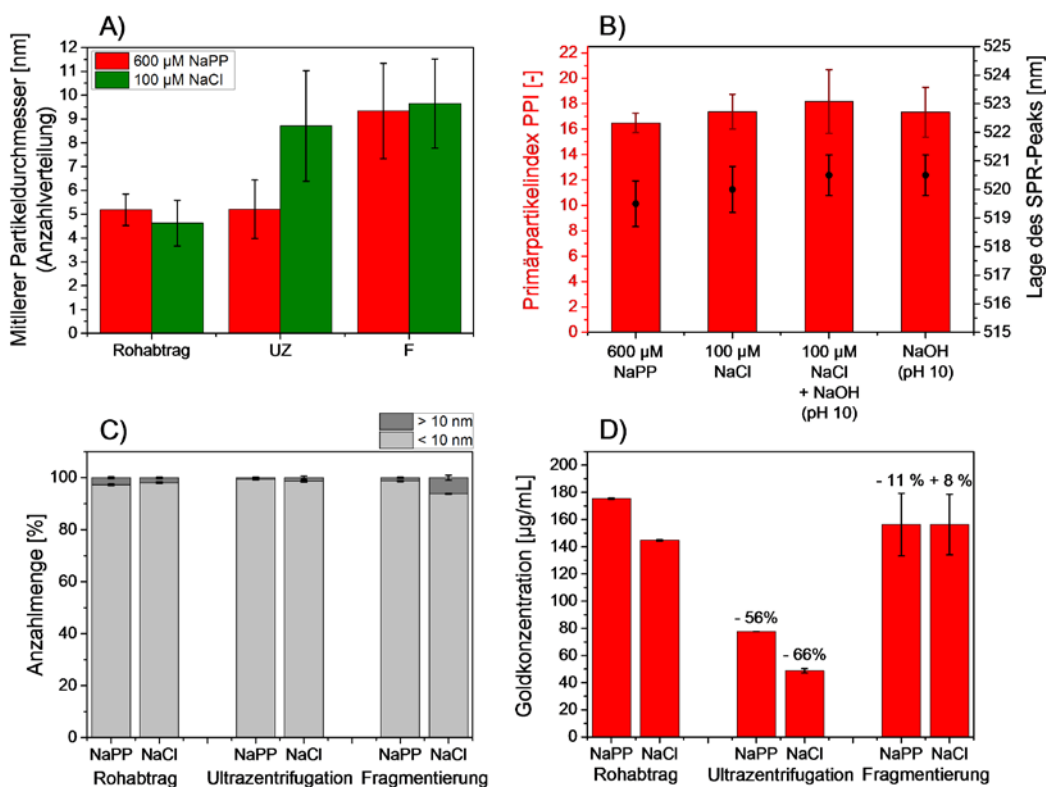 A)
Mitllerer Partikeldurchmesser [nm]
(Anzahlverteilung)
12
11
10
9
8
7
6
5
4
3
2
1
0
600 µM NaPP
100 µM NaCl
Rohabtrag UZ F
B)
Primärpartikelindex PPI [-]
22
20
18
16
14
12
10
8
6
4
2
0
525
524
523
522
521
520
519
518
517
516
515
Lage des SPR-Peaks [nm]
600 µM
NaPP
100 µM
NaCl
100 µM
NaCl
+ NaOH
(pH 10)
NaOH
(pH 10)
C)
> 10 nm
< 10 nm
Anzahlmenge [%]
100
80
60
40
20
0
NaPP NaCl NaPP NaCl NaPP NaCl
Rohabtrag Ultrazentrifugation Fragmentierung
D)
Goldkonzentration [µg/mL]
200
180
160
140
120
100
80
60
40
20
0
- 56%
- 66%
- 11 % + 8 %
NaPP NaCl NaPP NaCl NaPP NaCl
Rohabtrag Ultrazentrifugation Fragmentierung